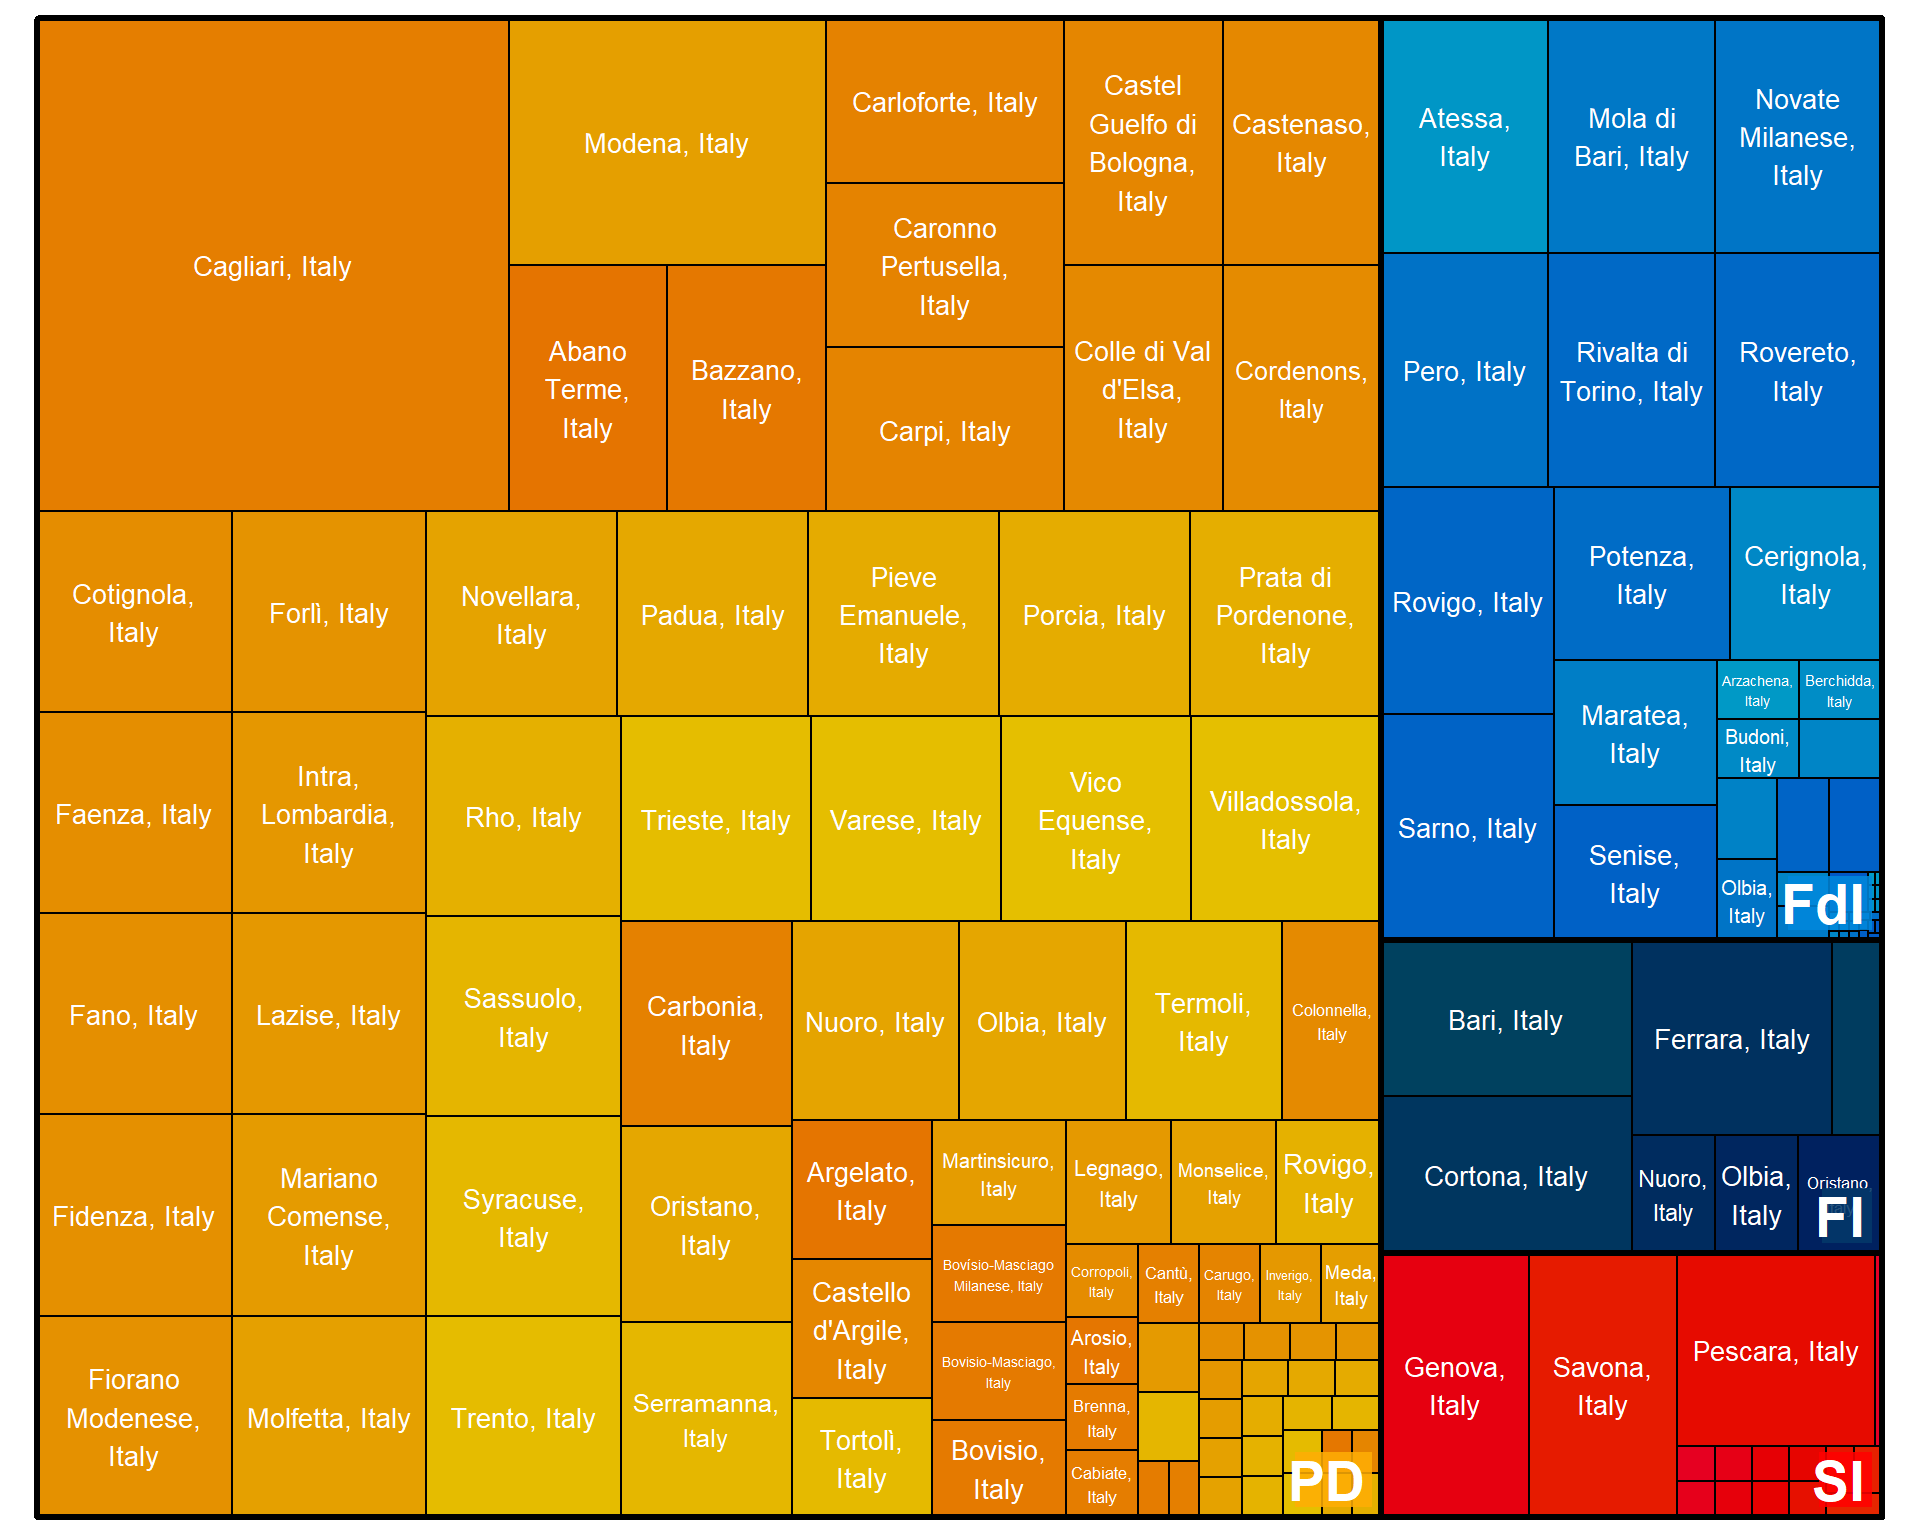 Cagliari, Italy
Modena, Italy
Abano
Terme,
Italy
Bazzano,
Italy
Carloforte, Italy
Caronno
Pertusella,
Italy
Carpi, Italy
Castel
Guelfo di
Bologna,
Italy
Castenaso,
Italy
Colle di Val
d'Elsa,
Italy
Cordenons,
Italy
Cotignola,
Italy
Forlì, Italy
Faenza, Italy
Intra,
Lombardia,
Italy
Fano, Italy
Lazise, Italy
Fidenza, Italy
Mariano
Comense,
Italy
Fiorano
Modenese,
Italy
Molfetta, Italy
Novellara,
Italy
Padua, Italy
Pieve
Emanuele,
Italy
Porcia, Italy
Prata di
Pordenone,
Italy
Rho, Italy
Sassuolo,
Italy
Syracuse,
Italy
Trento, Italy
Trieste, Italy
Varese, Italy
Vico
Equense,
Italy
Villadossola,
Italy
Carbonia,
Italy
Oristano,
Italy
Serramanna,
Italy
Nuoro, Italy
Olbia, Italy
Termoli,
Italy
Colonnella,
Italy
Argelato,
Italy
Castello
d'Argile,
Italy
Tortolì,
Italy
Martinsicuro,
Italy
Bovísio-Masciago
Milanese, Italy
Bovisio-Masciago,
Italy
Bovisio,
Italy
Legnago,
Italy
Monselice,
Italy
Rovigo,
Italy
Corropoli,
Italy
Cantù,
Italy
Carugo,
Italy
Inverigo,
Italy
Meda,
Italy
Arosio,
Italy
Brenna,
Italy
Cabiate,
Italy
PD
Atessa,
Italy
Mola di
Bari, Italy
Novate
Milanese,
Italy
Pero, Italy
Rivalta di
Torino, Italy
Rovereto,
Italy
Rovigo, Italy
Sarno, Italy
Potenza,
Italy
Cerignola,
Italy
Maratea,
Italy
Senise,
Italy
Arzachena,
Italy
Berchidda,
Italy
Budoni,
Italy
Olbia,
Italy
FdI
Bari, Italy
Cortona, Italy
Ferrara, Italy
Nuoro,
Italy
Olbia,
Italy
Oristano,
Italy
FI
Genova,
Italy
Savona,
Italy
Pescara, Italy
SI